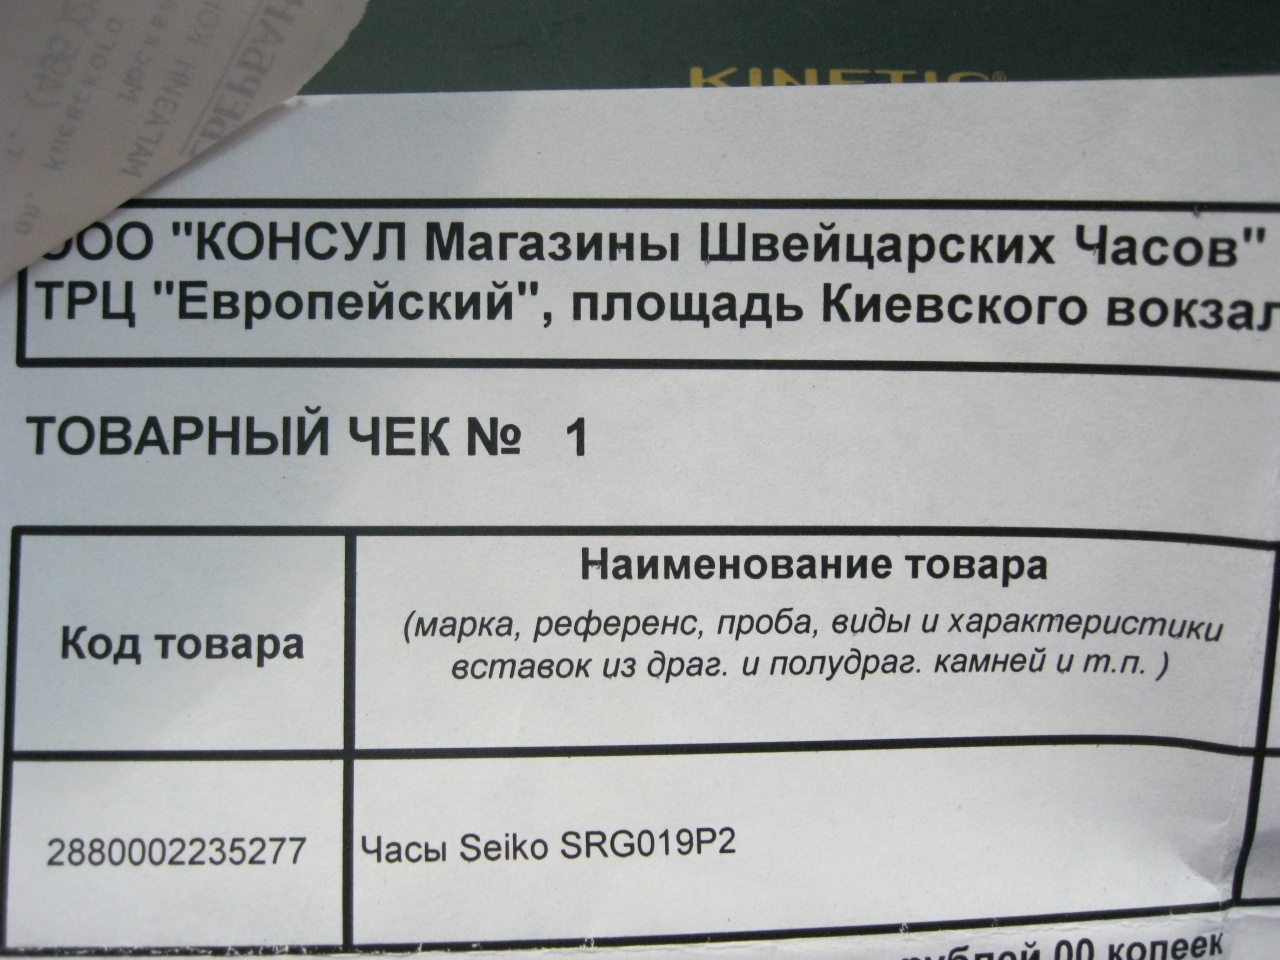 KINETIC®
ООО "КОНСУЛ Магазины Швейцарских Часов"
ТРЦ "Европейский", площадь Киевского вокзал
ТОВАРНЫЙ ЧЕК № 1
Код товара
Наименование товара
(марка, референс, проба, виды и характеристики
вставок из драг. и полудраг. камней и т.п. )
2880002235277
Часы Seiko SRG019P2
рублей 00 копеек